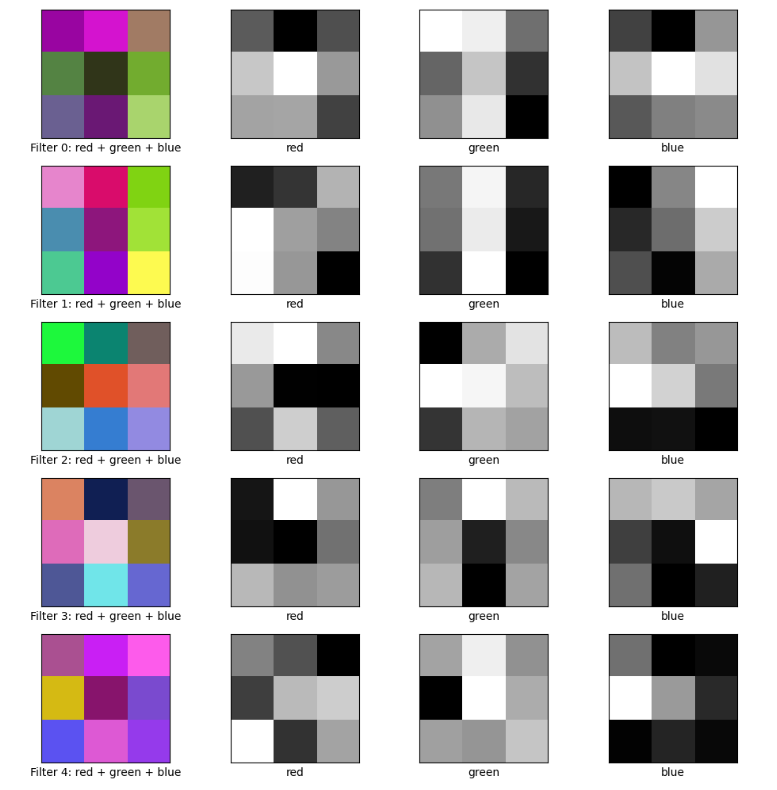 Filter 0: red + green + blue red green blue
Filter 1: red + green + blue red green blue
Filter 2: red + green + blue red green blue
Filter 3: red + green + blue red green blue
Filter 4: red + green + blue red green blue